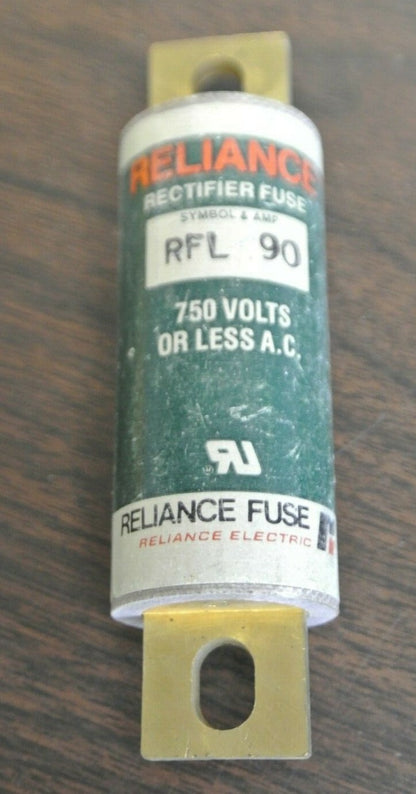 RELIANCE
RECTIFIER FUSE
SYMBOL & AMP
RFL 90
750 VOLTS
OR LESS A.C.
RELIANCE FUSE
RELIANCE ELECTRIC